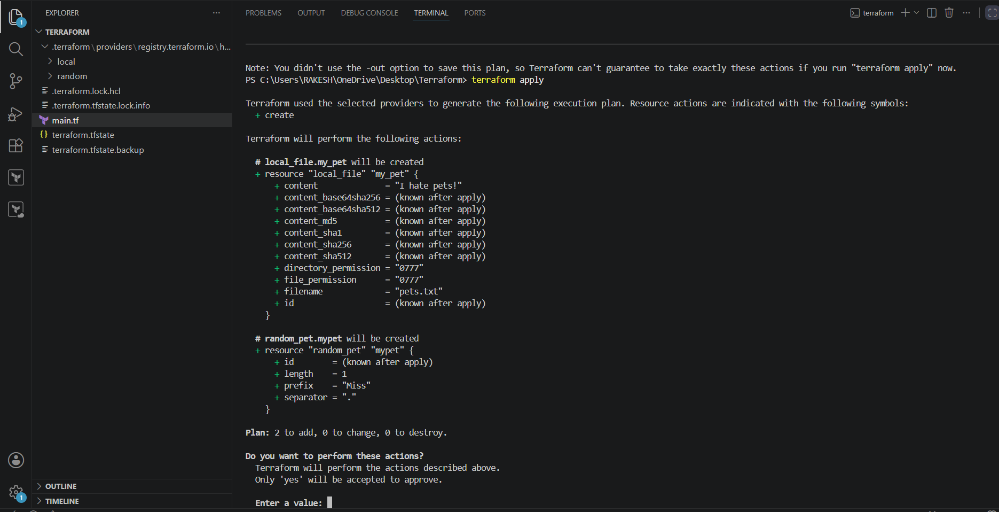 EXPLORER
TERRAFORM
.terraform\providers\registry.terraform.io\h...
local
random
.terraform.lock.hcl
.terraform.tfstate.lock.info
main.tf
terraform.tfstate
terraform.tfstate.backup
OUTLINE
TIMELINE
1
1
PROBLEMS OUTPUT DEBUG CONSOLE TERMINAL PORTS
terraform
Note: You didn't use the -out option to save this plan, so Terraform can't guarantee to take exactly these actions if you run "terraform apply" now.
PS C:\Users\RAKESH\OneDrive\Desktop\Terraform> terraform apply
Terraform used the selected providers to generate the following execution plan. Resource actions are indicated with the following symbols:
+ create
Terraform will perform the following actions:
# local_file.my_pet will be created
+ resource "local_file" "my_pet" {
+ content = "I hate pets!"
+ content_base64sha256 = (known after apply)
+ content_base64sha512 = (known after apply)
+ content_md5 = (known after apply)
+ content_sha1 = (known after apply)
+ content_sha256 = (known after apply)
+ content_sha512 = (known after apply)
+ directory_permission = "0777"
+ file_permission = "0777"
+ filename = "pets.txt"
+ id = (known after apply)
}
# random_pet.mypet will be created
+ resource "random_pet" "mypet" {
+ id = (known after apply)
+ length = 1
+ prefix = "Miss"
+ separator = "."
}
Plan: 2 to add, 0 to change, 0 to destroy.
Do you want to perform these actions?
Terraform will perform the actions described above.
Only 'yes' will be accepted to approve.
Enter a value: